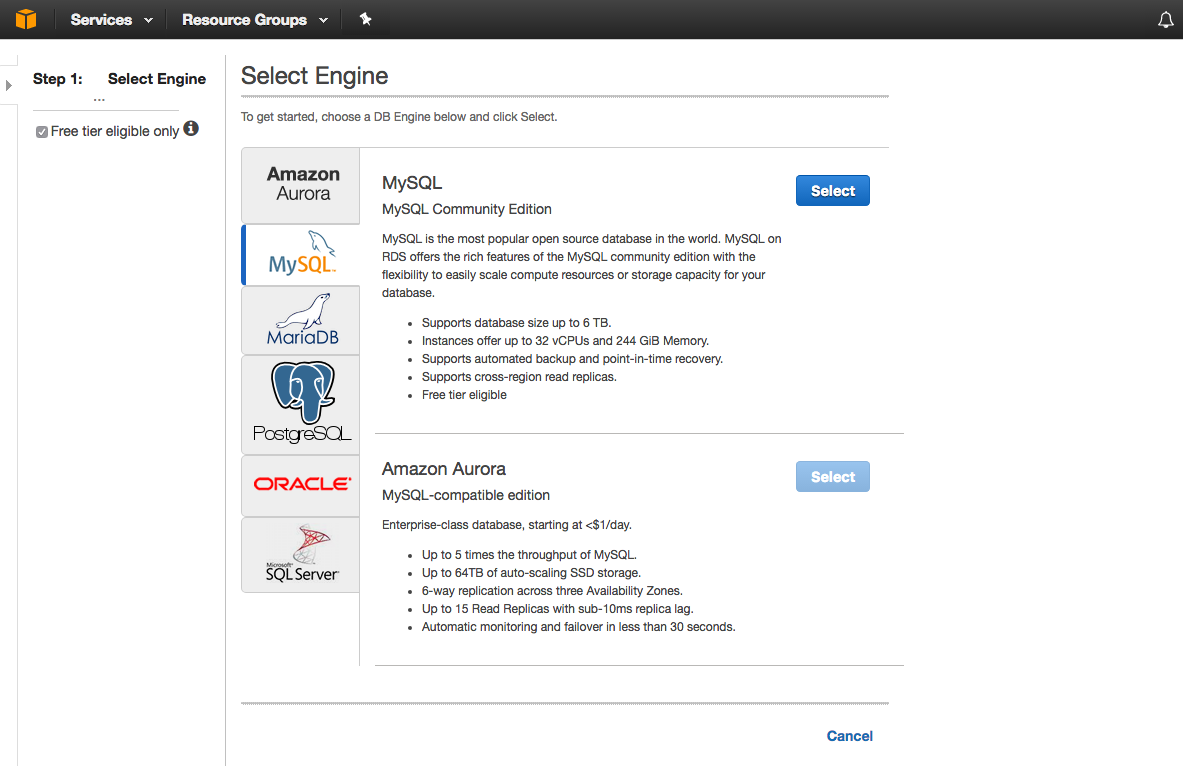 Services Resource Groups
Step 1: Select Engine
...
Free tier eligible only
Select Engine
To get started, choose a DB Engine below and click Select.
Amazon
Aurora
MySQL™
MariaDB
PostgreSQL
ORACLE®
Microsoft®
SQL Server®
MySQL
Select
MySQL Community Edition
MySQL is the most popular open source database in the world. MySQL on
RDS offers the rich features of the MySQL community edition with the
flexibility to easily scale compute resources or storage capacity for your
database.
• Supports database size up to 6 TB.
• Instances offer up to 32 vCPUs and 244 GiB Memory.
• Supports automated backup and point-in-time recovery.
• Supports cross-region read replicas.
• Free tier eligible
Amazon Aurora
Select
MySQL-compatible edition
Enterprise-class database, starting at <$1/day.
• Up to 5 times the throughput of MySQL.
• Up to 64TB of auto-scaling SSD storage.
• 6-way replication across three Availability Zones.
• Up to 15 Read Replicas with sub-10ms replica lag.
• Automatic monitoring and failover in less than 30 seconds.
Cancel